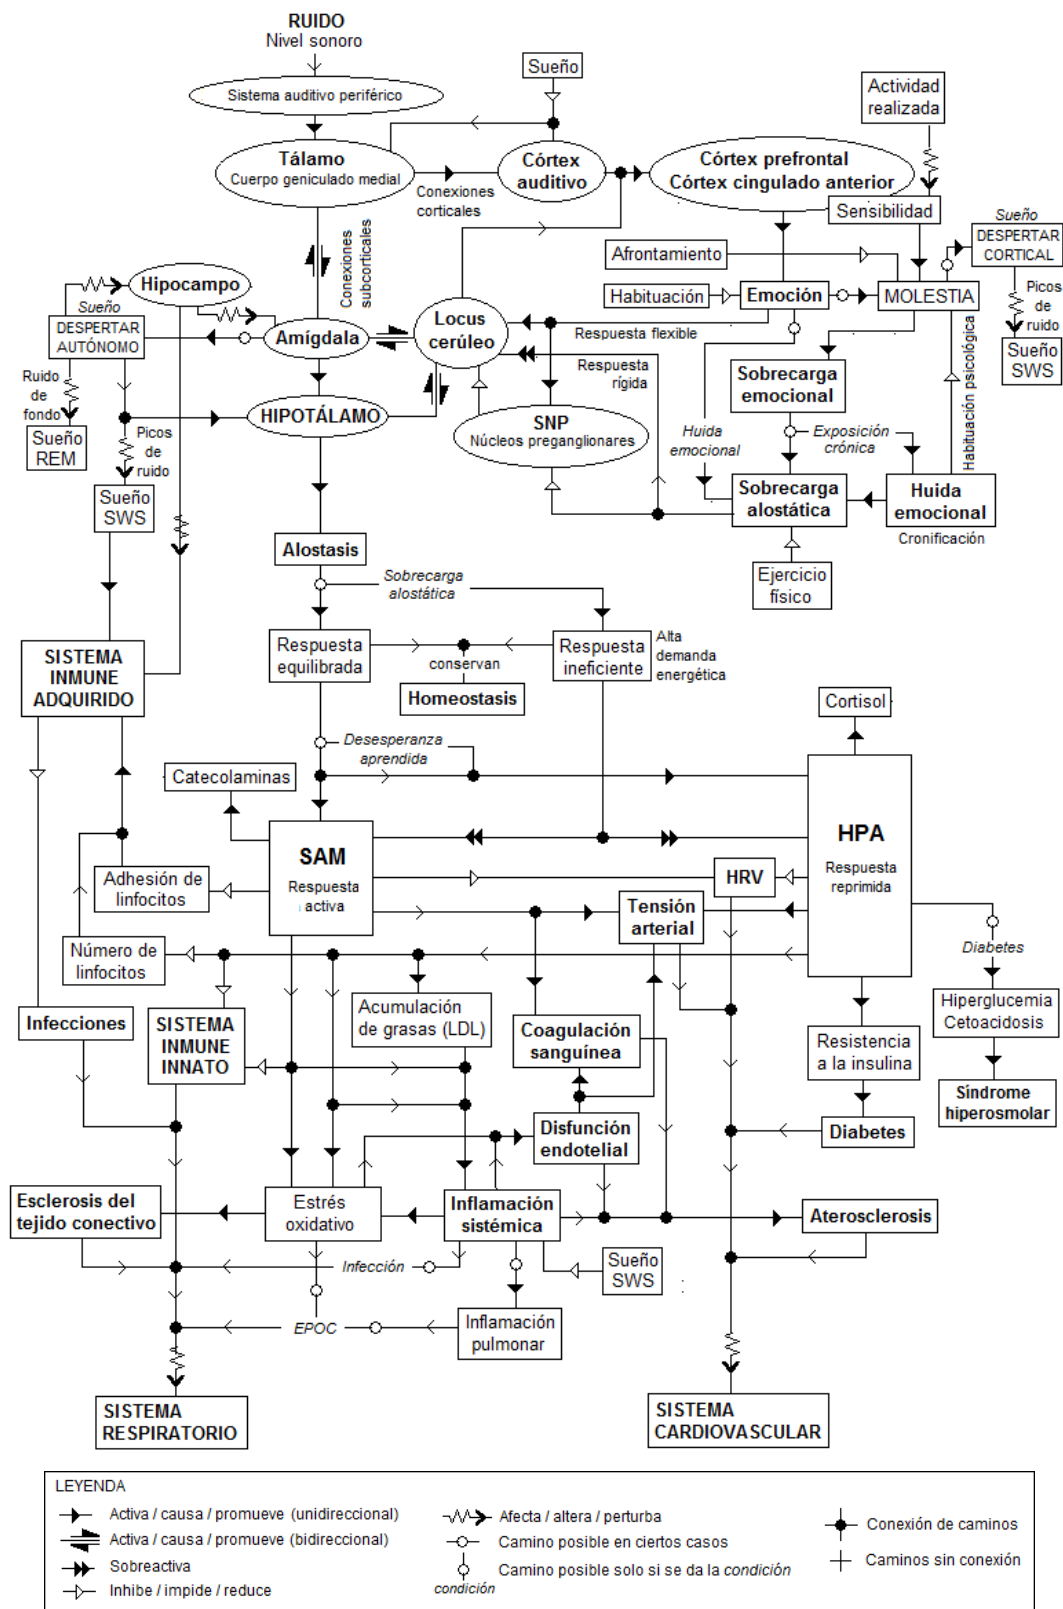 RUIDO
Nivel sonoro
Sueño
Actividad
realizada
Sistema auditivo periférico
Tálamo
Cuerpo geniculado medial
Conexiones
corticales
Córtex
auditivo
Córtex prefrontal
Córtex cingulado anterior
Sensibilidad
Sueño
DESPERTAR
CORTICAL
Conexiones
subcorticales
Afrontamiento
Hipocampo
Habituación
Emoción
MOLESTIA
Picos
de
ruido
Sueño
DESPERTAR
AUTÓNOMO
Amígdala
Locus
cerúleo
Respuesta flexible
Respuesta
rígida
Sueño
SWS
Habituación psicológica
Ruido
de
fondo
Sobrecarga
emocional
HIPOTÁLAMO
SNP
Núcleos preganglionares
Sueño
REM
Picos
de
ruido
Huida
emocional
Exposición
crónica
Sueño
SWS
Sobrecarga
alostática
Huida
emocional
Cronificación
Alostasis
Ejercicio
físico
Sobrecarga
alostática
SISTEMA
INMUNE
ADQUIRIDO
Respuesta
equilibrada
conservan
Homeostasis
Respuesta
ineficiente
Alta
demanda
energética
Cortisol
Desesperanza
aprendida
Catecolaminas
SAM
Respuesta
activa
HPA
Respuesta
reprimida
HRV
Adhesión de
linfocitos
Tensión
arterial
Número de
linfocitos
Diabetes
Infecciones
SISTEMA
INMUNE
INNATO
Acumulación
de grasas (LDL)
Coagulación
sanguínea
Resistencia
a la insulina
Hiperglucemia
Cetoacidosis
Síndrome
hiperosmolar
Disfunción
endotelial
Diabetes
Esclerosis del
tejido conectivo
Estrés
oxidativo
Inflamación
sistémica
Aterosclerosis
Infección
Sueño
SWS
EPOC
Inflamación
pulmonar
SISTEMA
RESPIRATORIO
SISTEMA
CARDIOVASCULAR
LEYENDA
Activa / causa / promueve (unidireccional)
Activa / causa / promueve (bidireccional)
Sobreactiva
Inhibe / impide / reduce
Afecta / altera / perturba
Camino posible en ciertos casos
Camino posible solo si se da la condición
condición
Conexión de caminos
Caminos sin conexión